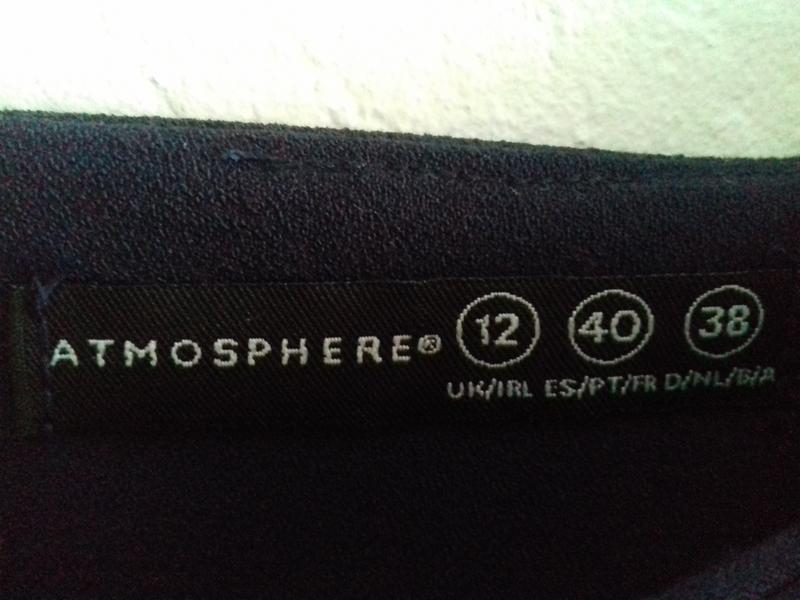 ATMOSPHERE® 12 40 38
UK/IRL ES/PT/FR D/NL/B/A